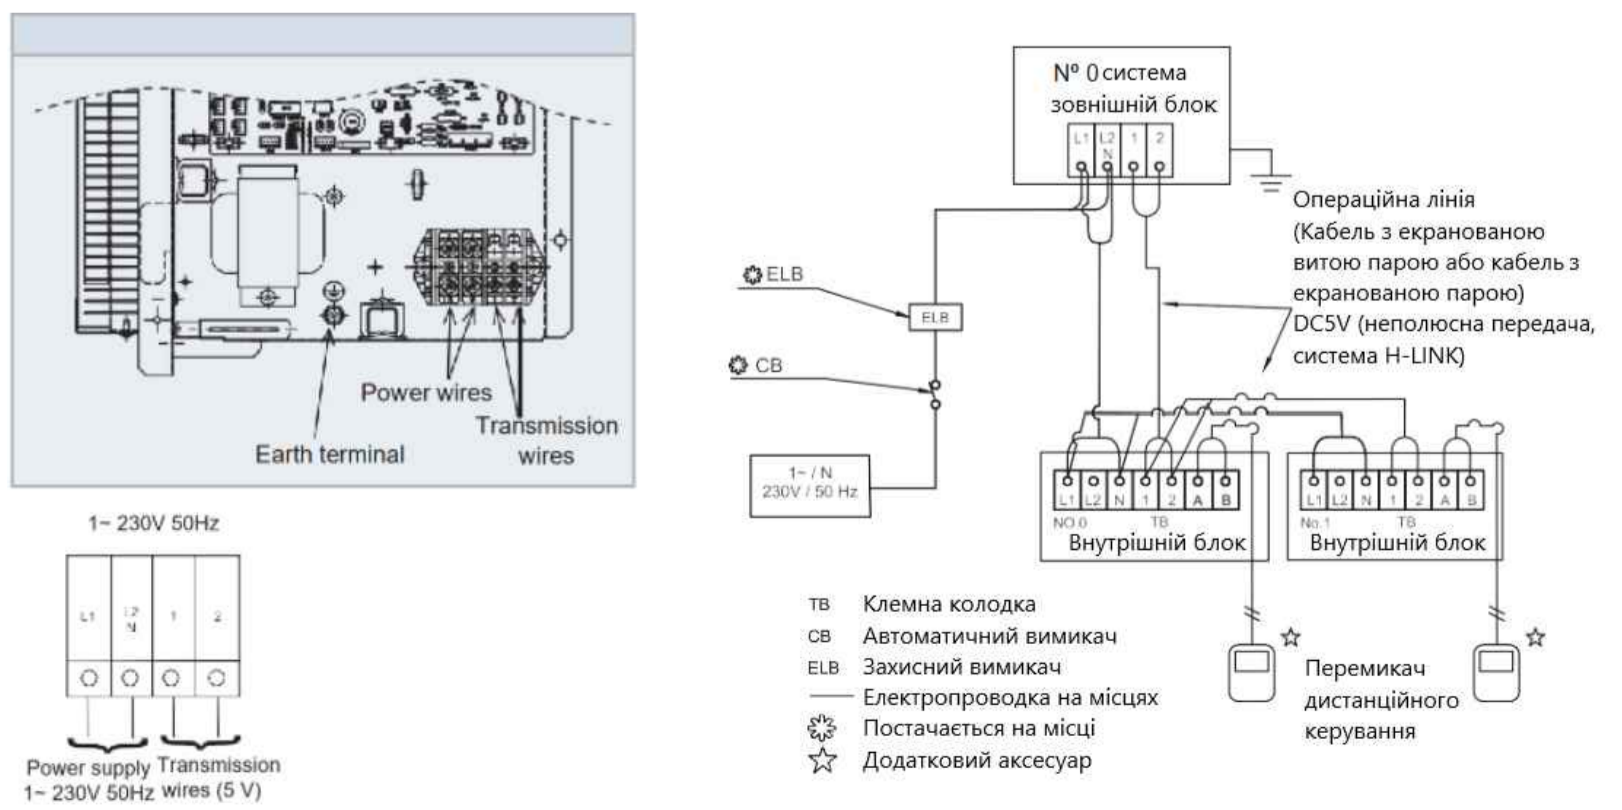 Power wires
Transmission
wires
Earth terminal
1~ 230V 50Hz
L1
L2
N
1
2
Power supply
1~ 230V 50Hz
Transmission
wires (5 V)
Nº 0 система
зовнішній блок
L1
L2
N
1
2
Операційна лінія
(Кабель з екранованою
витою парою або кабель з
екранованою парою)
DC5V (неполюсна передача,
система H-LINK)
ELB
ELB
CB
1~ / N
230V / 50 Hz
L1 L2 N 1 2 A B
NO.0 TB
Внутрішній блок
L1 L2 N 1 2 A B
No.1 TB
Внутрішній блок
TB Клемна колодка
CB Автоматичний вимикач
ELB Захисний вимикач
Електропроводка на місцях
Постачається на місці
Додатковий аксесуар
Перемикач
дистанційного
керування